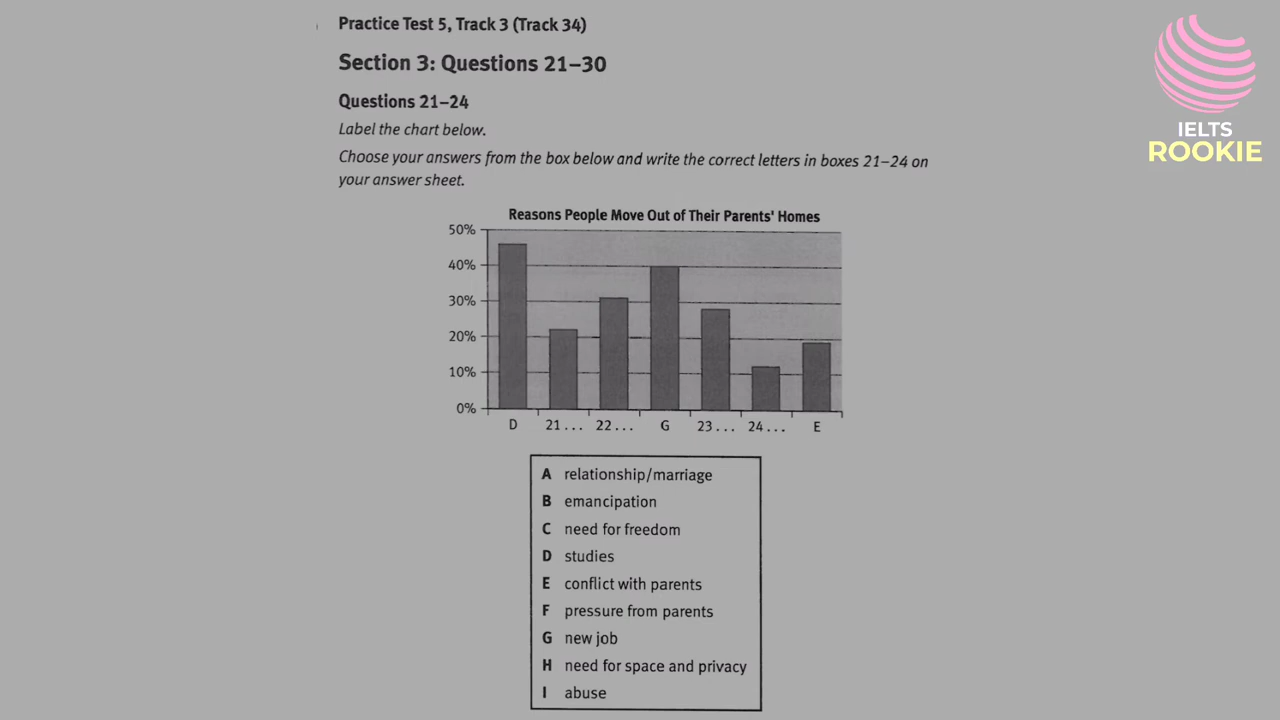 Practice Test 5, Track 3 (Track 34)
IELTS
ROOKIE
Section 3: Questions 21–30
Questions 21–24
Label the chart below.
Choose your answers from the box below and write the correct letters in boxes 21–24 on
your answer sheet.
Reasons People Move Out of Their Parents' Homes
50%
40%
30%
20%
10%
0%
D 21... 22... G 23... 24... E
A relationship/marriage
B emancipation
C need for freedom
D studies
E conflict with parents
F pressure from parents
G new job
H need for space and privacy
I abuse